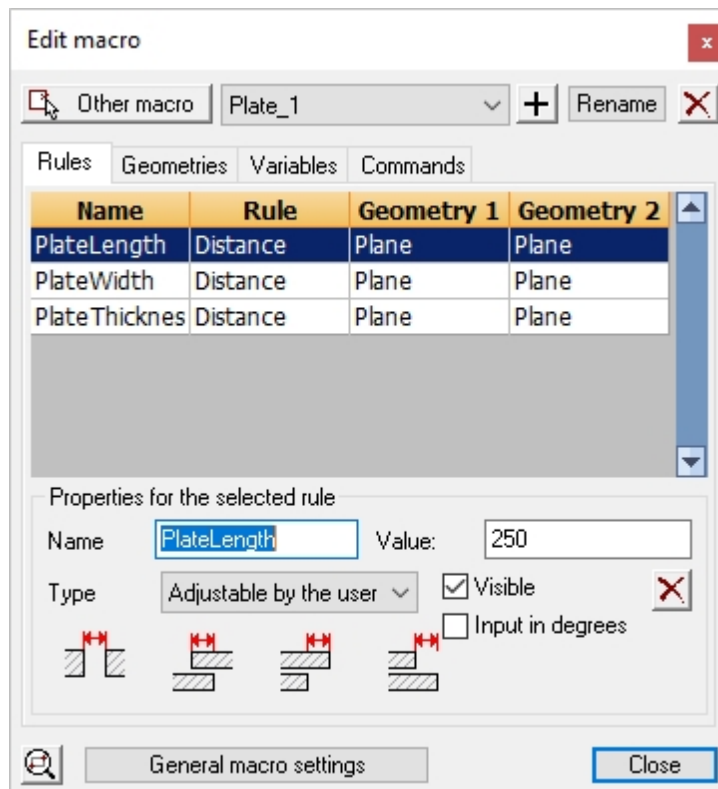 Edit macro
x
Other macro Plate_1 + Rename
Rules Geometries Variables Commands
Name Rule Geometry 1 Geometry 2
PlateLength Distance Plane Plane
PlateWidth Distance Plane Plane
PlateThicknes Distance Plane Plane
Properties for the selected rule
Name PlateLength Value: 250
Type Adjustable by the user Visible
Input in degrees
General macro settings Close